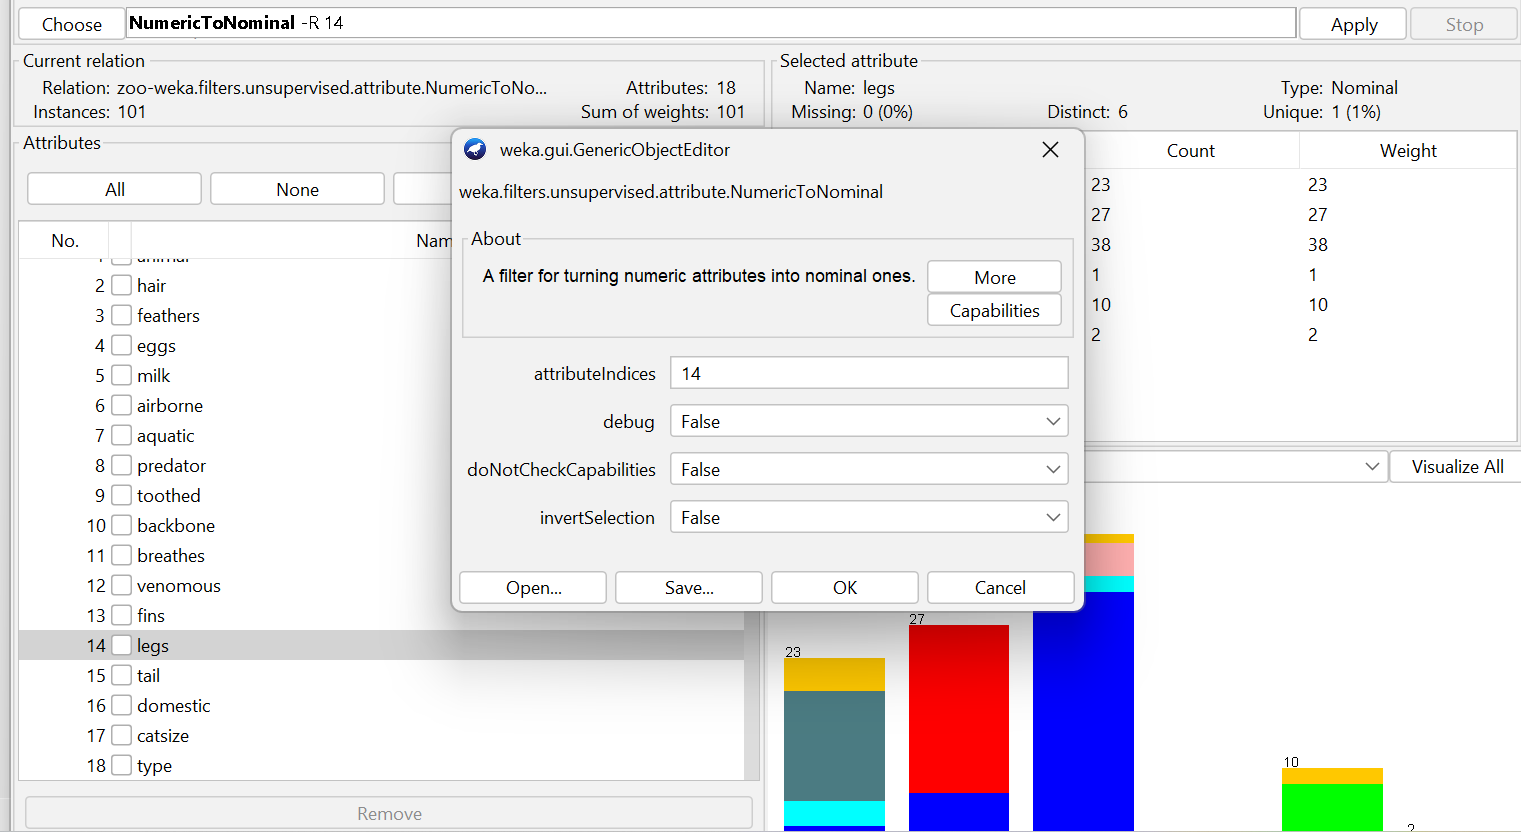 Choose
NumericToNominal -R 14
Apply
Stop
Current relation
Relation: zoo-weka.filters.unsupervised.attribute.NumericToNo...
Attributes: 18
Instances: 101
Sum of weights: 101
Selected attribute
Name: legs
Type: Nominal
Missing: 0 (0%)
Distinct: 6
Unique: 1 (1%)
Attributes
All
None
No.
Nam
1 animal
2 hair
3 feathers
4 eggs
5 milk
6 airborne
7 aquatic
8 predator
9 toothed
10 backbone
11 breathes
12 venomous
13 fins
14 legs
15 tail
16 domestic
17 catsize
18 type
Remove
weka.gui.GenericObjectEditor
weka.filters.unsupervised.attribute.NumericToNominal
About
A filter for turning numeric attributes into nominal ones.
More
Capabilities
attributeIndices 14
debug False
doNotCheckCapabilities False
invertSelection False
Open...
Save...
OK
Cancel
Count Weight
23 23
27 27
38 38
1 1
10 10
2 2
Visualize All
23
27
10
2